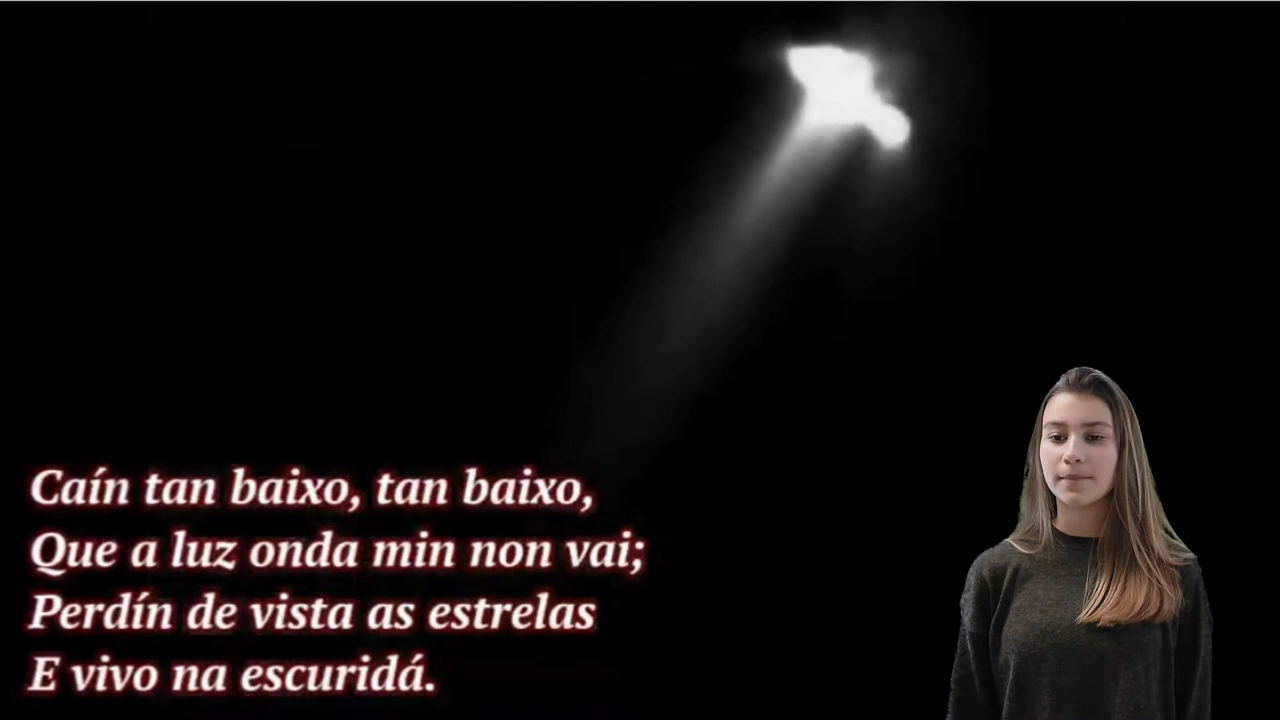 Caín tan baixo, tan baixo,
Que a luz onda min non vai;
Perdín de vista as estrelas
E vivo na escuridá.